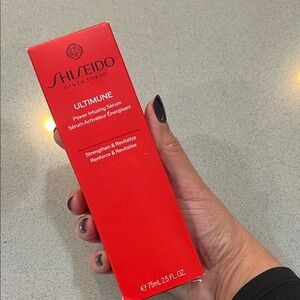 SHISEIDO
GINZA TOKYO
ULTIMUNE
Power Infusing Serum
Sérum Activateur Énergisant
Strengthen & Revitalize
Renforce & Revitalise
℮ 75mL 2.5 FL. OZ.